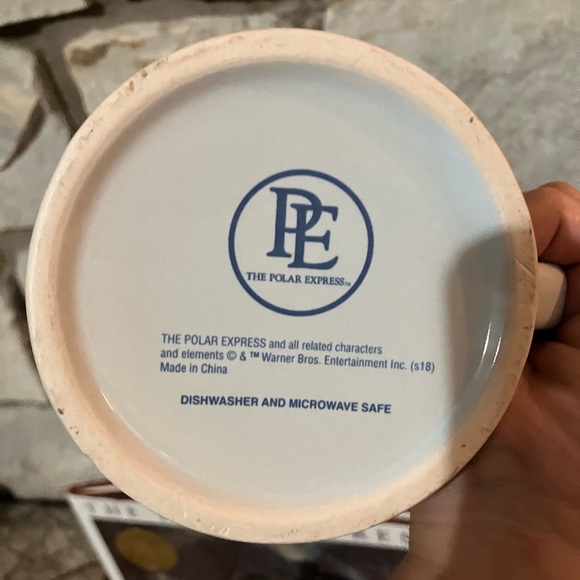 PE
THE POLAR EXPRESS™
THE POLAR EXPRESS and all related characters
and elements © & ™ Warner Bros. Entertainment Inc. (s18)
Made in China
DISHWASHER AND MICROWAVE SAFE
THE